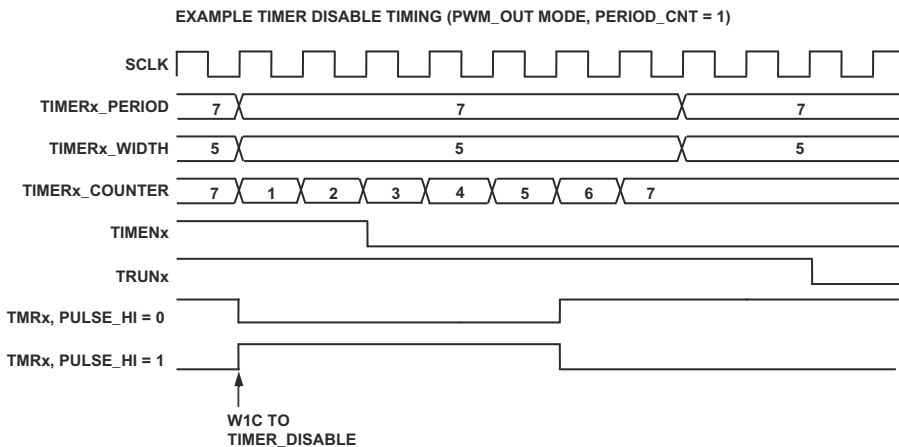 EXAMPLE TIMER DISABLE TIMING (PWM_OUT MODE, PERIOD_CNT = 1)
SCLK
TIMERx_PERIOD 7 7 7
TIMERx_WIDTH 5 5 5
TIMERx_COUNTER 7 1 2 3 4 5 6 7
TIMENx
TRUNx
TMRx, PULSE_HI = 0
TMRx, PULSE_HI = 1
W1C TO
TIMER_DISABLE